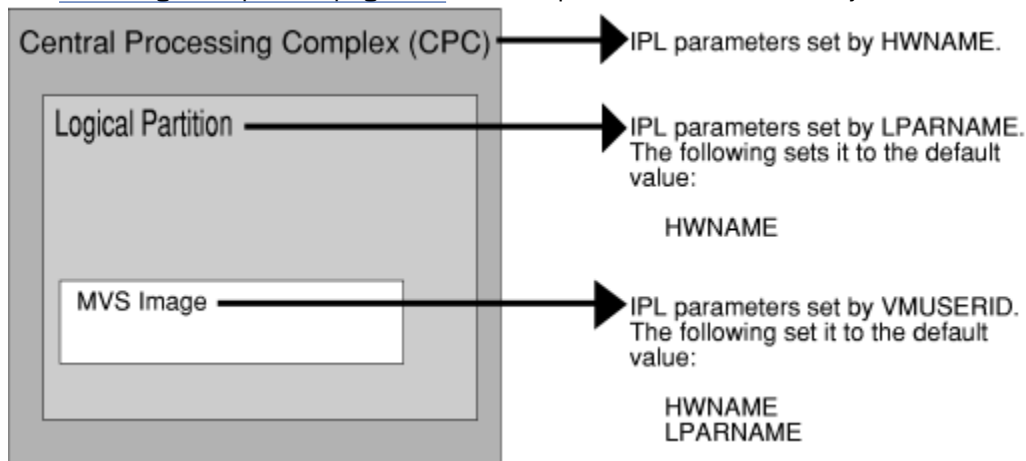 Central Processing Complex (CPC)
IPL parameters set by HWNAME.
Logical Partition
IPL parameters set by LPARNAME.
The following sets it to the default
value:
HWNAME
MVS Image
IPL parameters set by VMUSERID.
The following set it to the default
value:
HWNAME
LPARNAME